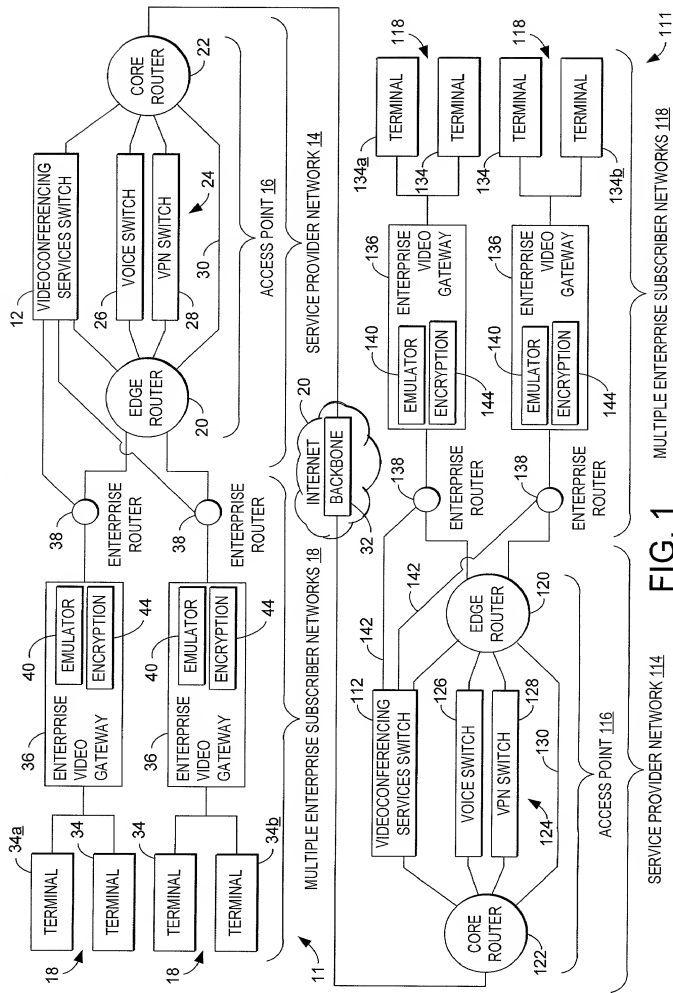 34a
TERMINAL
34
TERMINAL
18
34
TERMINAL
TERMINAL
34b
18
11
36
ENTERPRISE
VIDEO
GATEWAY
40
EMULATOR
ENCRYPTION
44
36
ENTERPRISE
VIDEO
GATEWAY
40
EMULATOR
ENCRYPTION
44
38
ENTERPRISE
ROUTER
38
ENTERPRISE
ROUTER
MULTIPLE ENTERPRISE SUBSCRIBER NETWORKS 18
12
VIDEOCONFERENCING
SERVICES SWITCH
26
VOICE SWITCH
28
VPN SWITCH
24
30
EDGE
ROUTER
20
CORE
ROUTER
22
ACCESS POINT 16
SERVICE PROVIDER NETWORK 14
INTERNET
20
BACKBONE
32
CORE
ROUTER
122
112
VIDEOCONFERENCING
SERVICES SWITCH
126
VOICE SWITCH
128
VPN SWITCH
124
130
EDGE
ROUTER
120
142
142
ACCESS POINT 116
SERVICE PROVIDER NETWORK 114
138
ENTERPRISE
ROUTER
138
ENTERPRISE
ROUTER
136
ENTERPRISE
VIDEO
GATEWAY
140
EMULATOR
ENCRYPTION
144
136
ENTERPRISE
VIDEO
GATEWAY
140
EMULATOR
ENCRYPTION
144
134a
TERMINAL
118
134
TERMINAL
134
TERMINAL
118
134b
TERMINAL
MULTIPLE ENTERPRISE SUBSCRIBER NETWORKS 118
111
FIG. 1